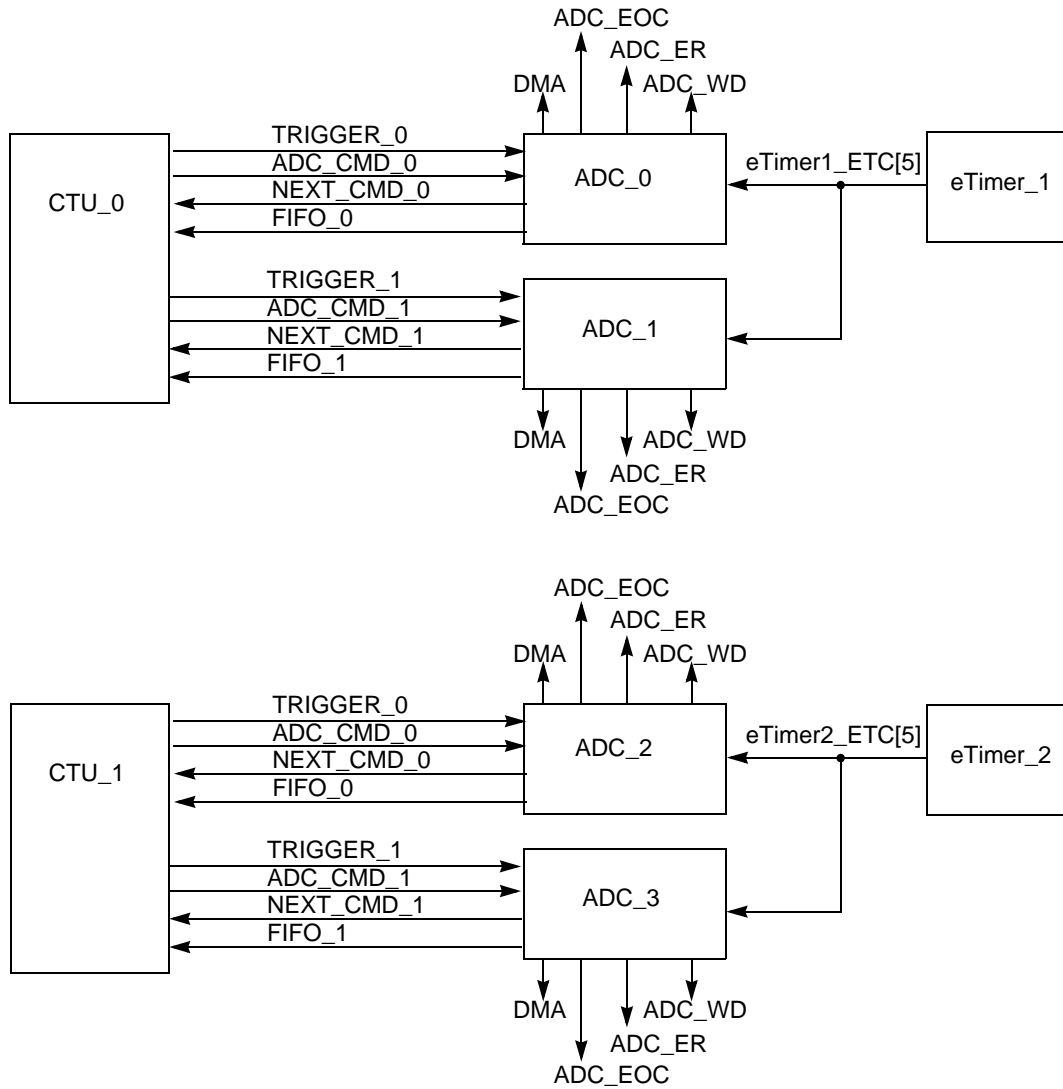 ADC_EOC
ADC_ER
DMA
ADC_WD
TRIGGER_0
ADC_CMD_0
NEXT_CMD_0
FIFO_0
CTU_0
ADC_0
eTimer1_ETC[5]
eTimer_1
TRIGGER_1
ADC_CMD_1
NEXT_CMD_1
FIFO_1
ADC_1
DMA
ADC_WD
ADC_ER
ADC_EOC
ADC_EOC
ADC_ER
DMA
ADC_WD
TRIGGER_0
ADC_CMD_0
NEXT_CMD_0
FIFO_0
CTU_1
ADC_2
eTimer2_ETC[5]
eTimer_2
TRIGGER_1
ADC_CMD_1
NEXT_CMD_1
FIFO_1
ADC_3
DMA
ADC_WD
ADC_ER
ADC_EOC